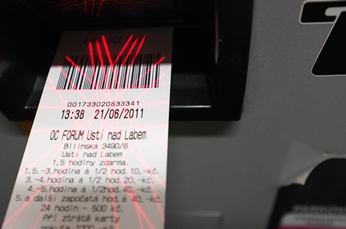 001733020833341
13:38 21/06/2011
OC FORUM Ústí nad Labem
Bílinská 3490/6
Ústí nad Labem
1,5 hodiny zdarma.
1,5.-3.hodina á 1/2 hod.10,-kč.
3.-4.hodina á 1/2 hod. 20,-kč.
4.-5.hodina á 1/2hod.40,-kč.
5.a další započatá hod.á 40,-kč.
24 hodin - 500 kč.
Při ztrátě karty